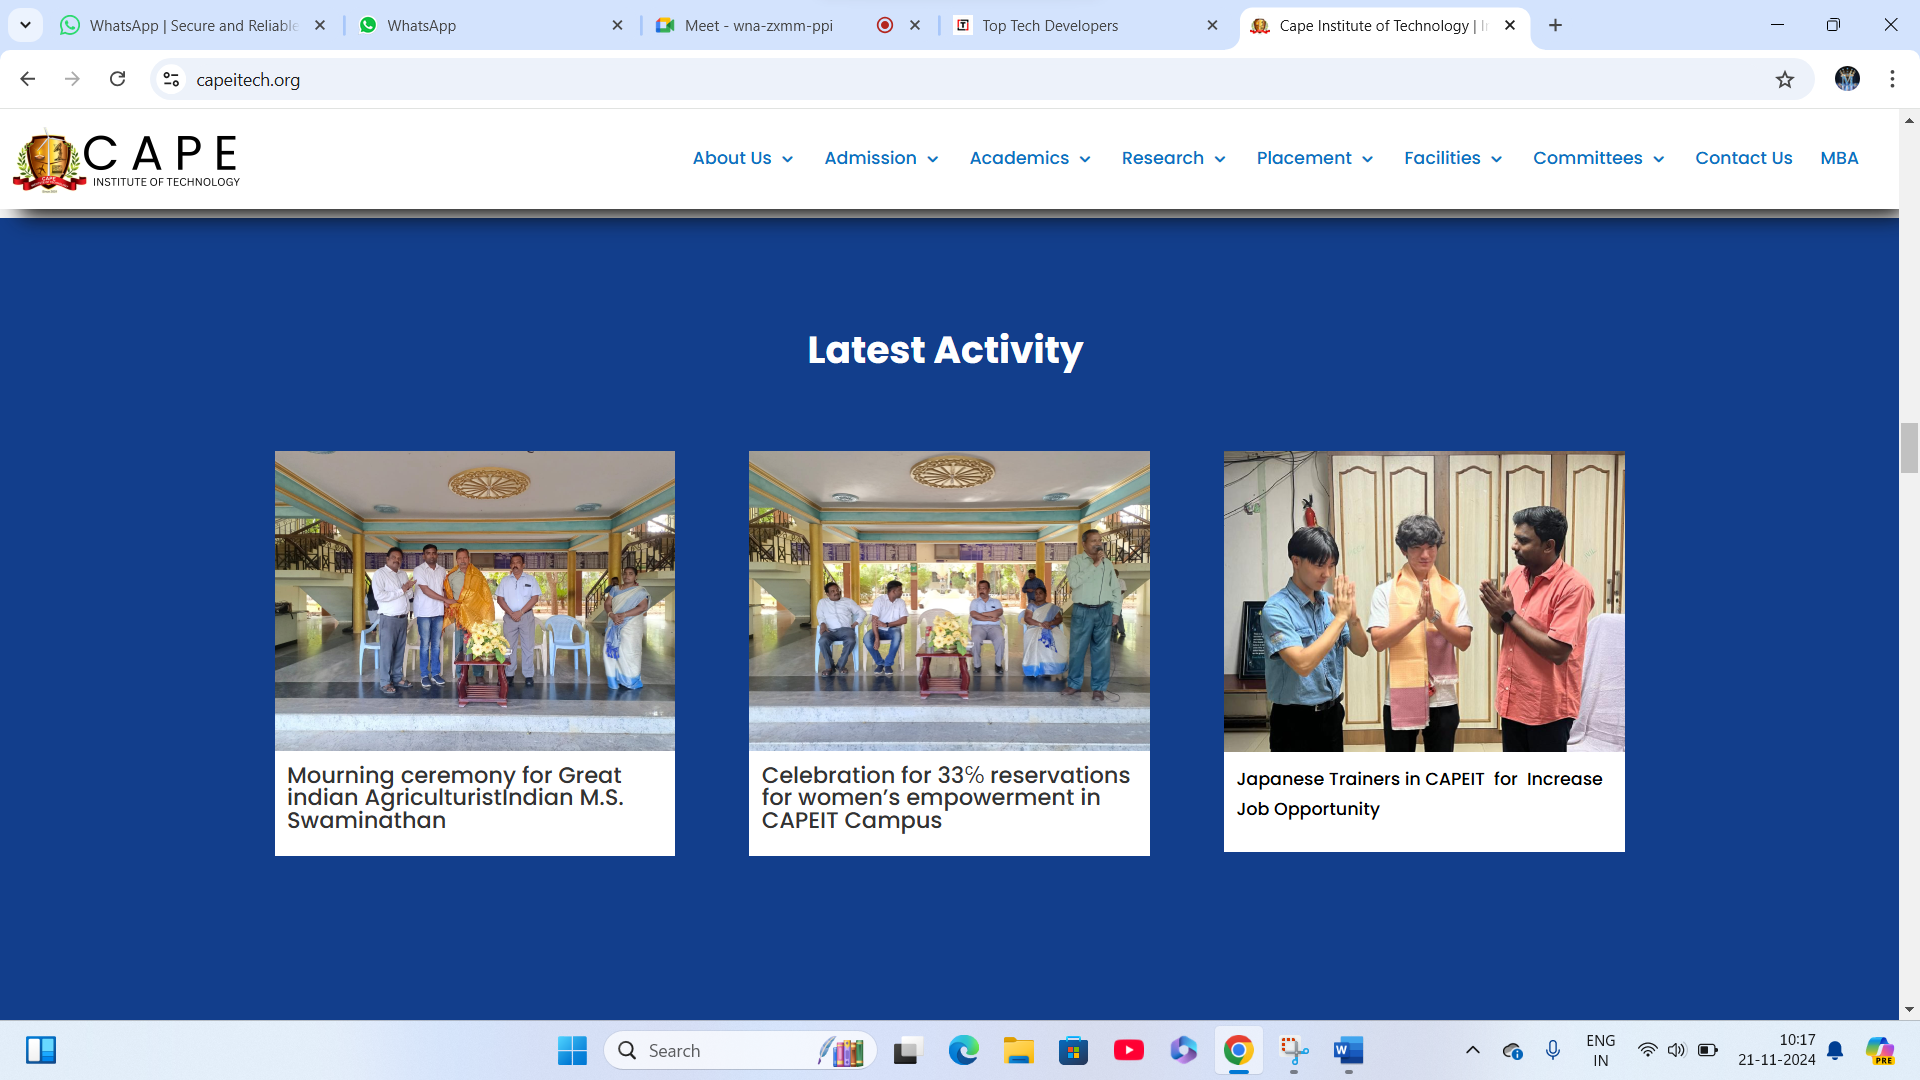 WhatsApp | Secure and Reliable
WhatsApp
Meet - wna-zxmm-ppi
Top Tech Developers
Cape Institute of Technology | In
capeitech.org
CAPE
INSTITUTE OF TECHNOLOGY
CAPE
About Us
Admission
Academics
Research
Placement
Facilities
Committees
Contact Us
MBA
Latest Activity
Mourning ceremony for Great
indian AgriculturistIndian M.S.
Swaminathan
Celebration for 33% reservations
for women’s empowerment in
CAPEIT Campus
Japanese Trainers in CAPEIT for Increase
Job Opportunity
Search
ENG
IN
10:17
21-11-2024
PRE